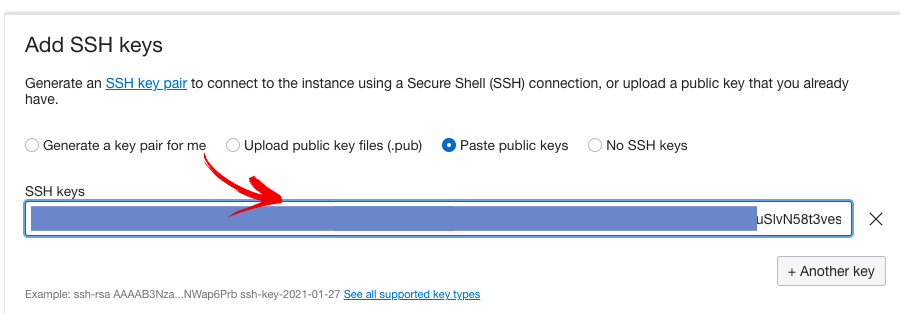 Add SSH keys
Generate an SSH key pair to connect to the instance using a Secure Shell (SSH) connection, or upload a public key that you already
have.
Generate a key pair for me Upload public key files (.pub) Paste public keys No SSH keys
SSH keys
uSlvN58t3ves
+ Another key
Example: ssh-rsa AAAAB3Nza...NWap6Prb ssh-key-2021-01-27 See all supported key types